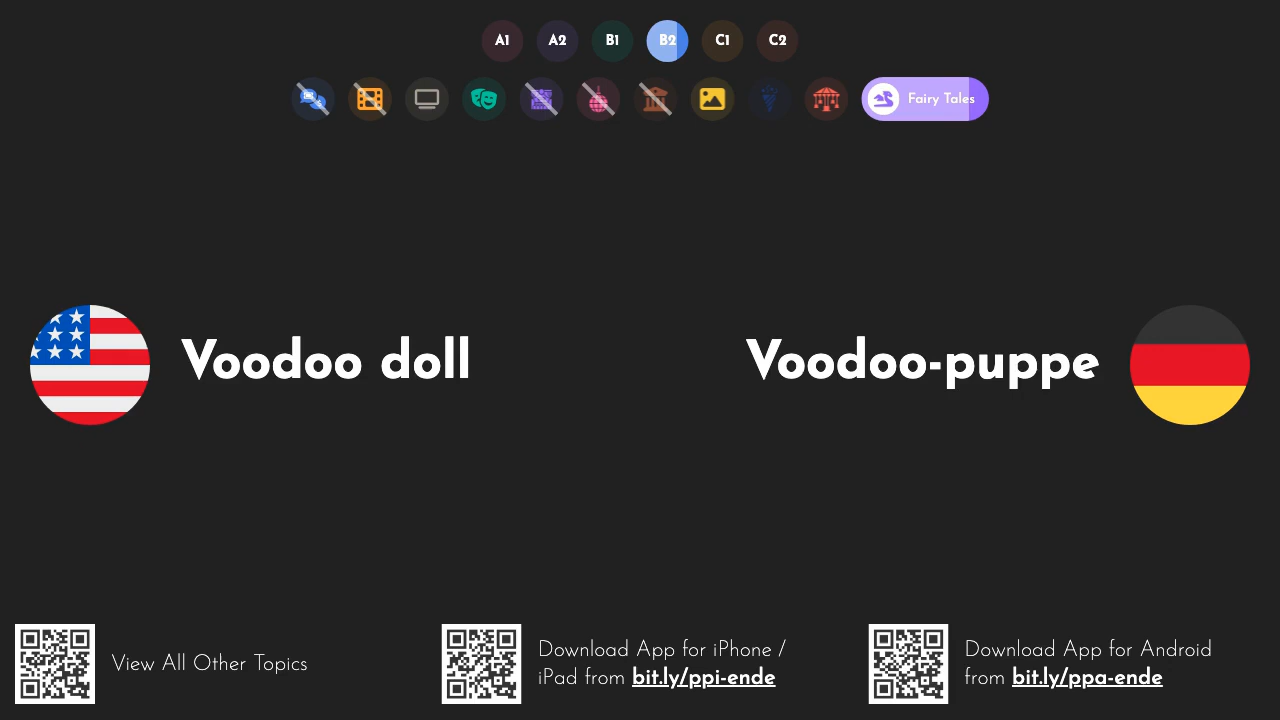 A1 A2 B1 B2 C1 C2
Fairy Tales
Voodoo doll
Voodoo-puppe
View All Other Topics
Download App for iPhone /
iPad from bit.ly/ppi-ende
Download App for Android
from bit.ly/ppa-ende